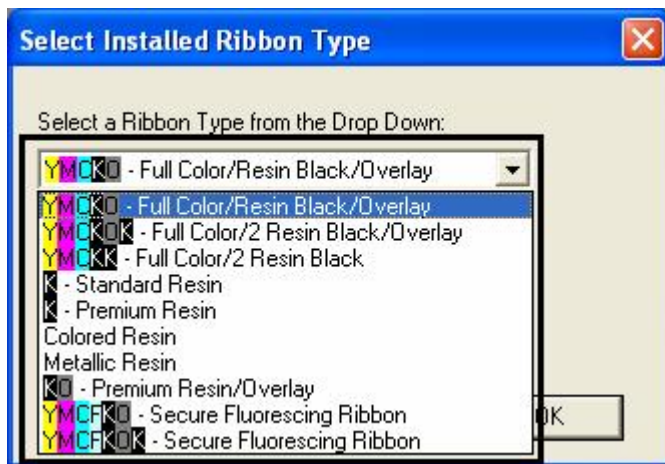 Select Installed Ribbon Type
Select a Ribbon Type from the Drop Down:
YMCKO - Full Color/Resin Black/Overlay
YMCKO - Full Color/Resin Black/Overlay
YMCKOK - Full Color/2 Resin Black/Overlay
YMCKK - Full Color/2 Resin Black
K - Standard Resin
K - Premium Resin
Colored Resin
Metallic Resin
KO - Premium Resin/Overlay
YMCFKO - Secure Fluorescing Ribbon
YMCFKOK - Secure Fluorescing Ribbon
OK